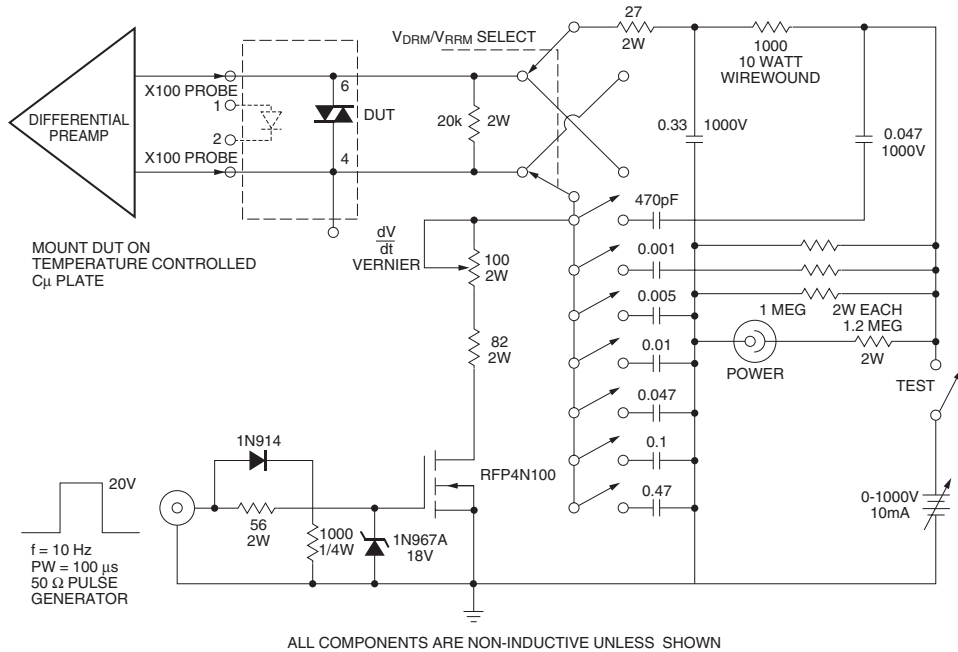 27
2W
V_DRM/V_RRM SELECT
1000
10 WATT
WIREWOUND
X100 PROBE
6
1
DIFFERENTIAL
PREAMP
DUT
20k
2W
0.33
1000V
0.047
1000V
2
X100 PROBE
4
470pF
MOUNT DUT ON
TEMPERATURE CONTROLLED
Cμ PLATE
dV
dt
VERNIER
100
2W
0.001
0.005
1 MEG
2W EACH
1.2 MEG
82
2W
0.01
POWER
2W
TEST
0.047
1N914
20V
RFP4N100
0.1
0-1000V
10mA
56
2W
1000
1/4W
1N967A
18V
0.47
f = 10 Hz
PW = 100 μs
50 Ω PULSE
GENERATOR
ALL COMPONENTS ARE NON-INDUCTIVE UNLESS SHOWN